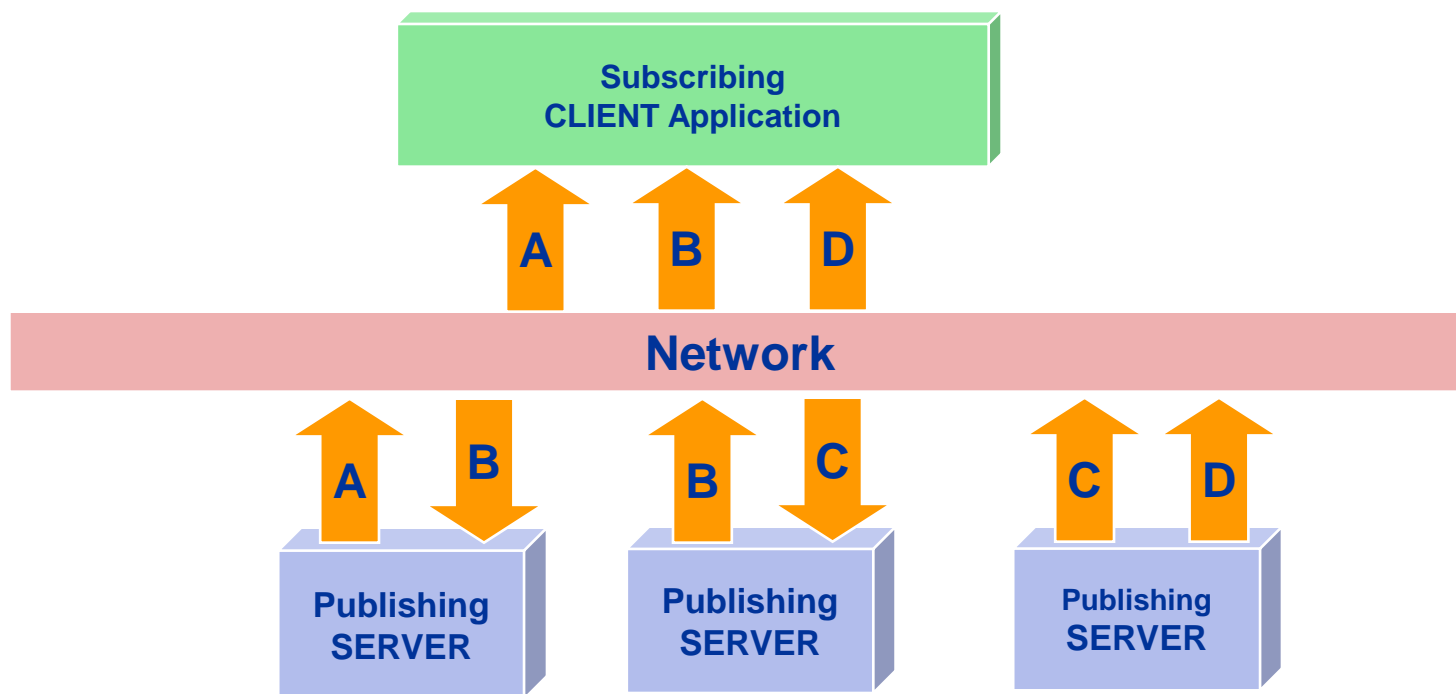 Subscribing
CLIENT Application
A B D
Network
A B B C C D
Publishing
SERVER
Publishing
SERVER
Publishing
SERVER